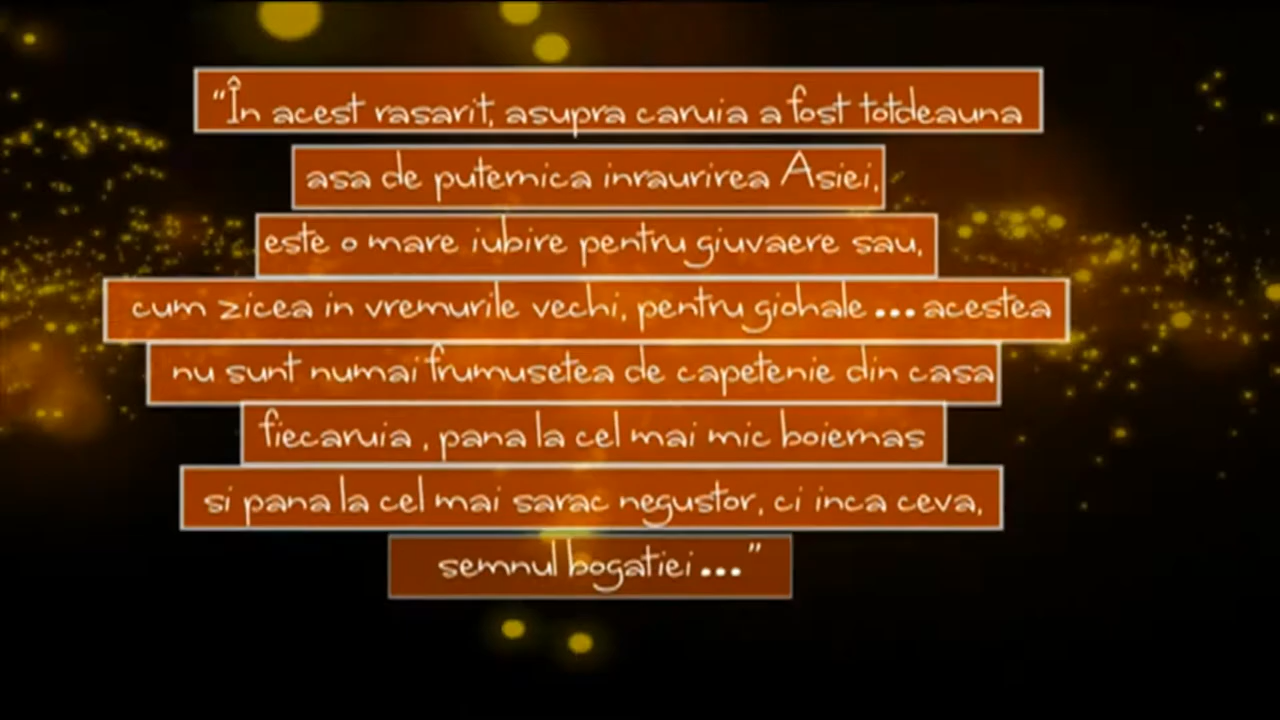 “În acest rasarit, asupra caruia a fost totdeauna
asa de puternica inraurirea Asiei,
este o mare iubire pentru giuvaere sau,
cum zicea in vremurile vechi, pentru giohale ... acestea
nu sunt numai frumusetea de capetenie din casa
fiecaruia , pana la cel mai mic boiernas
si pana la cel mai sarac negustor, ci inca ceva,
semnul bogatiei ...”